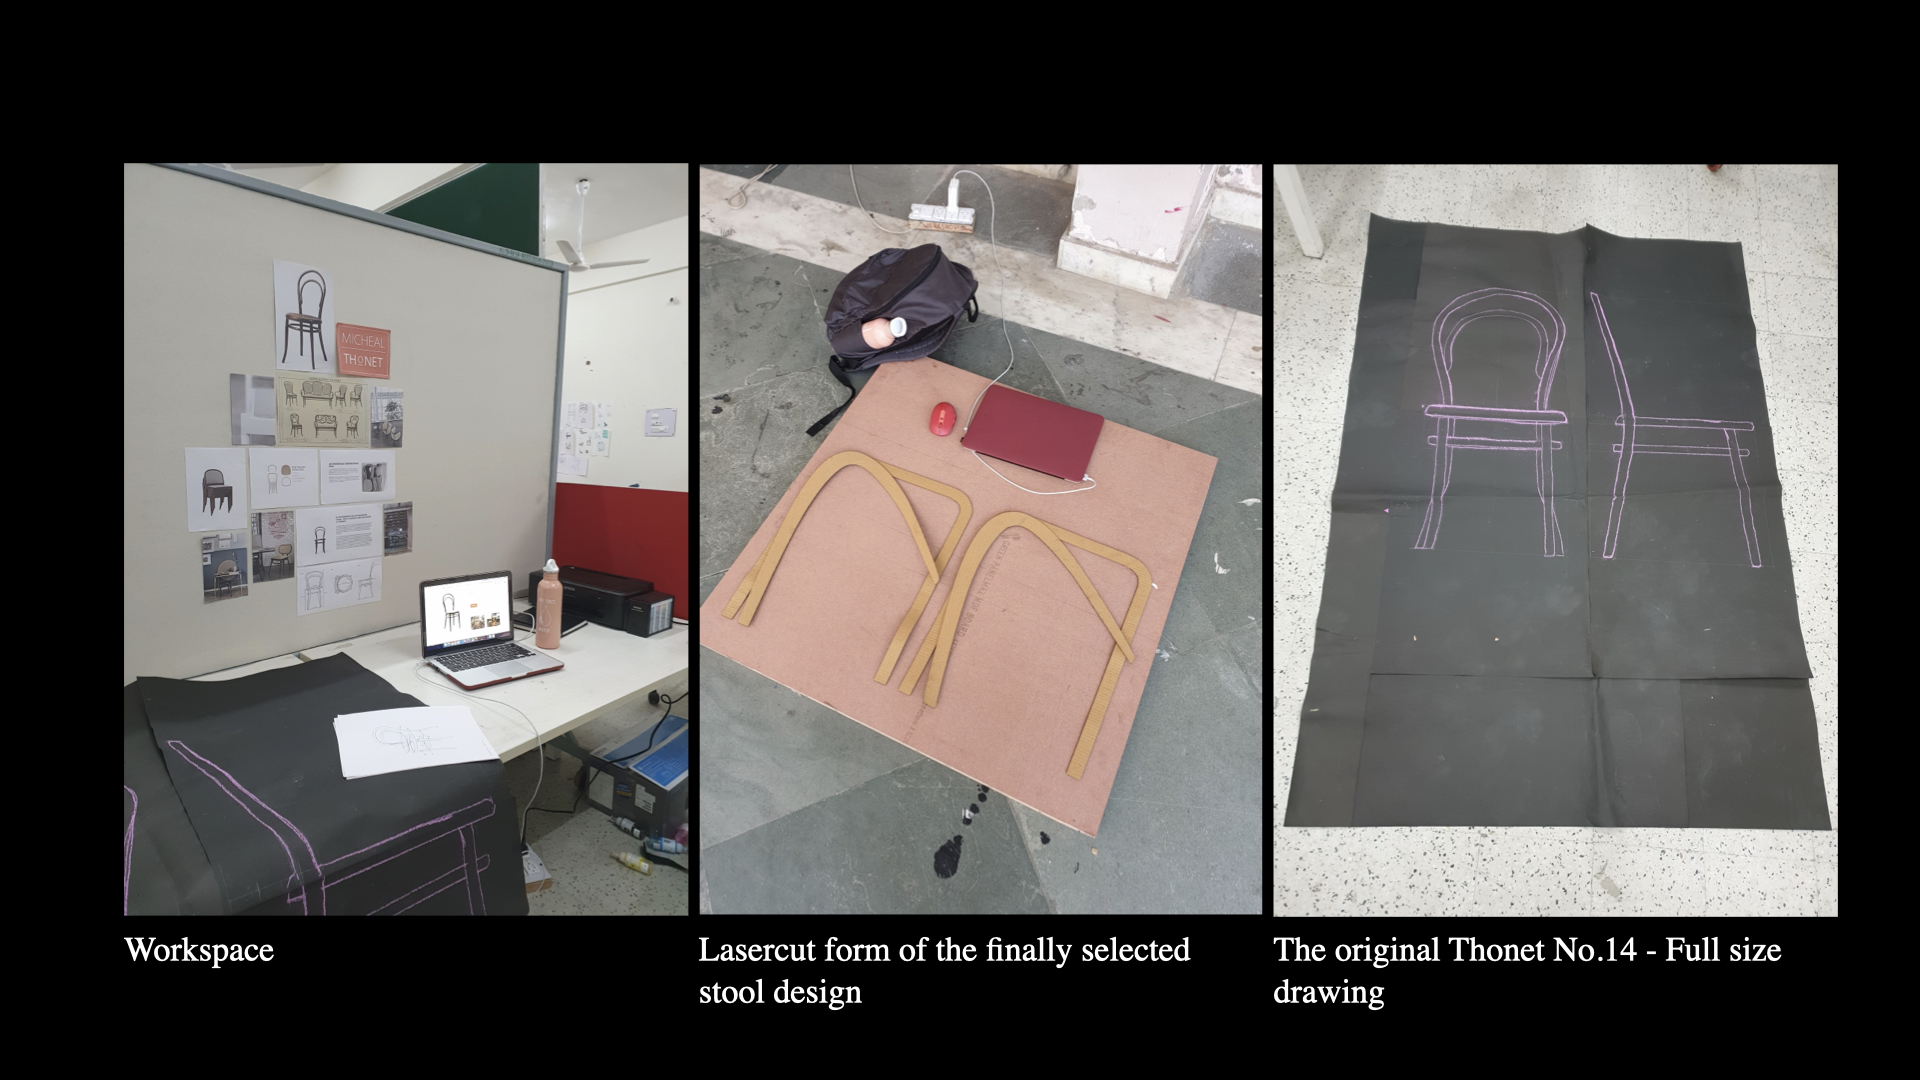 MICHEAL
THONET
Workspace
Lasercut form of the finally selected
stool design
The original Thonet No.14 - Full size
drawing